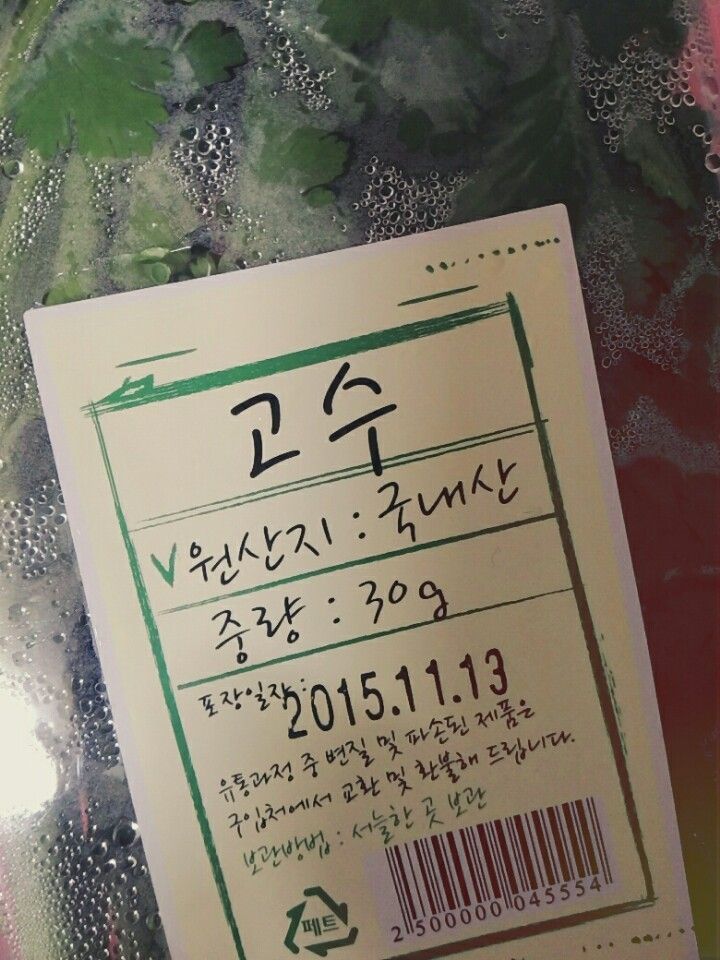 고수
V 원산지 : 국내산
중량 : 30g
포장일자: 2015.11.13
유통과정 중 변질 및 파손된 제품은
구입처에서 교환 및 환불해 드립니다.
보관방법 : 서늘한 곳 보관
페트
2 500000 045554